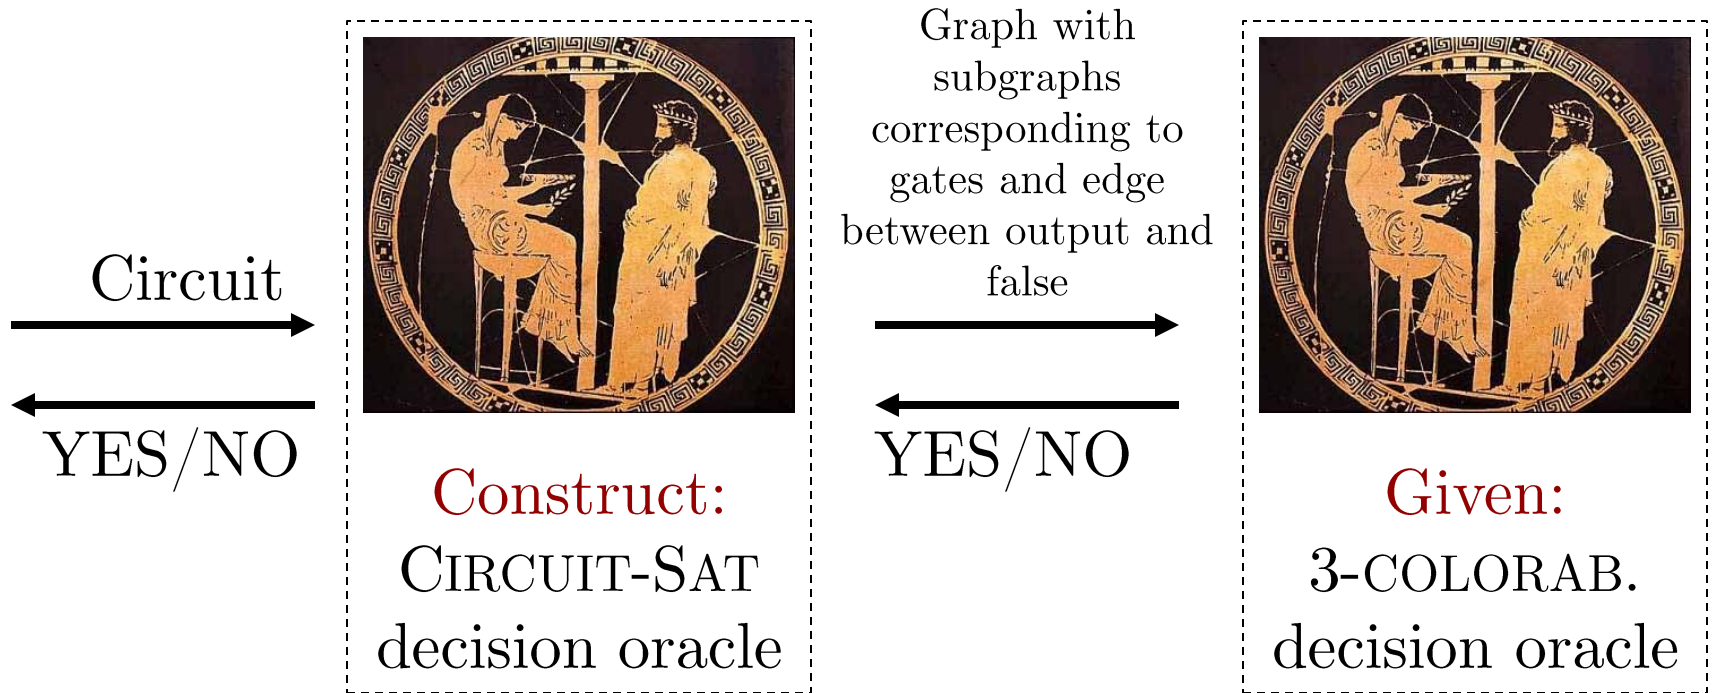 Circuit
YES/NO
Construct:
CIRCUIT-SAT
decision oracle
Graph with
subgraphs
corresponding to
gates and edge
between output and
false
YES/NO
Given:
3-COLORAB.
decision oracle